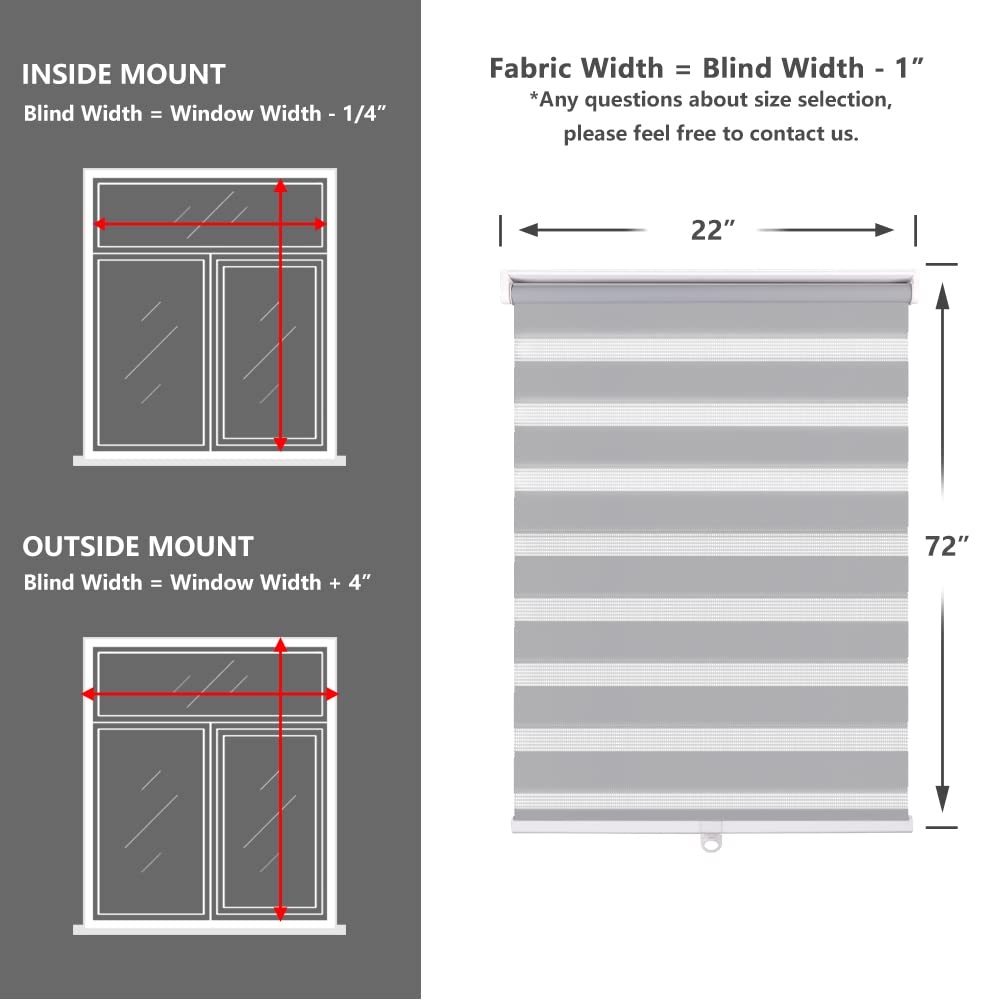 INSIDE MOUNT
Blind Width = Window Width - 1/4”
OUTSIDE MOUNT
Blind Width = Window Width + 4”
Fabric Width = Blind Width - 1”
*Any questions about size selection,
please feel free to contact us.
22”
72”